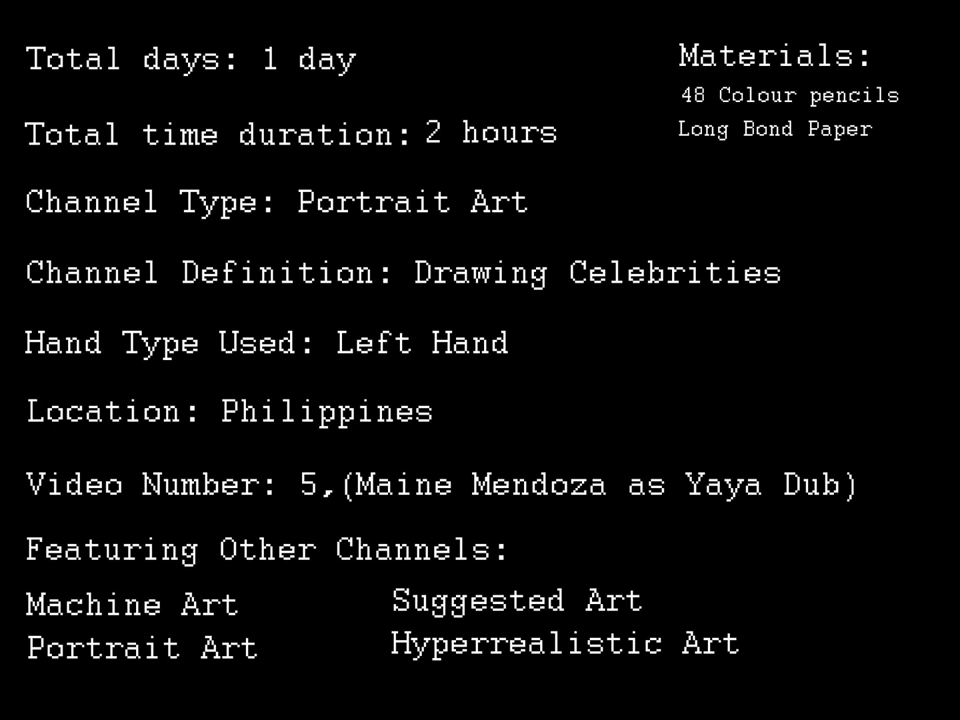 Total days: 1 day
Total time duration: 2 hours
Channel Type: Portrait Art
Channel Definition: Drawing Celebrities
Hand Type Used: Left Hand
Location: Philippines
Video Number: 5,(Maine Mendoza as Yaya Dub)
Featuring Other Channels:
Machine Art
Portrait Art
Suggested Art
Hyperrealistic Art
Materials:
48 Colour pencils
Long Bond Paper